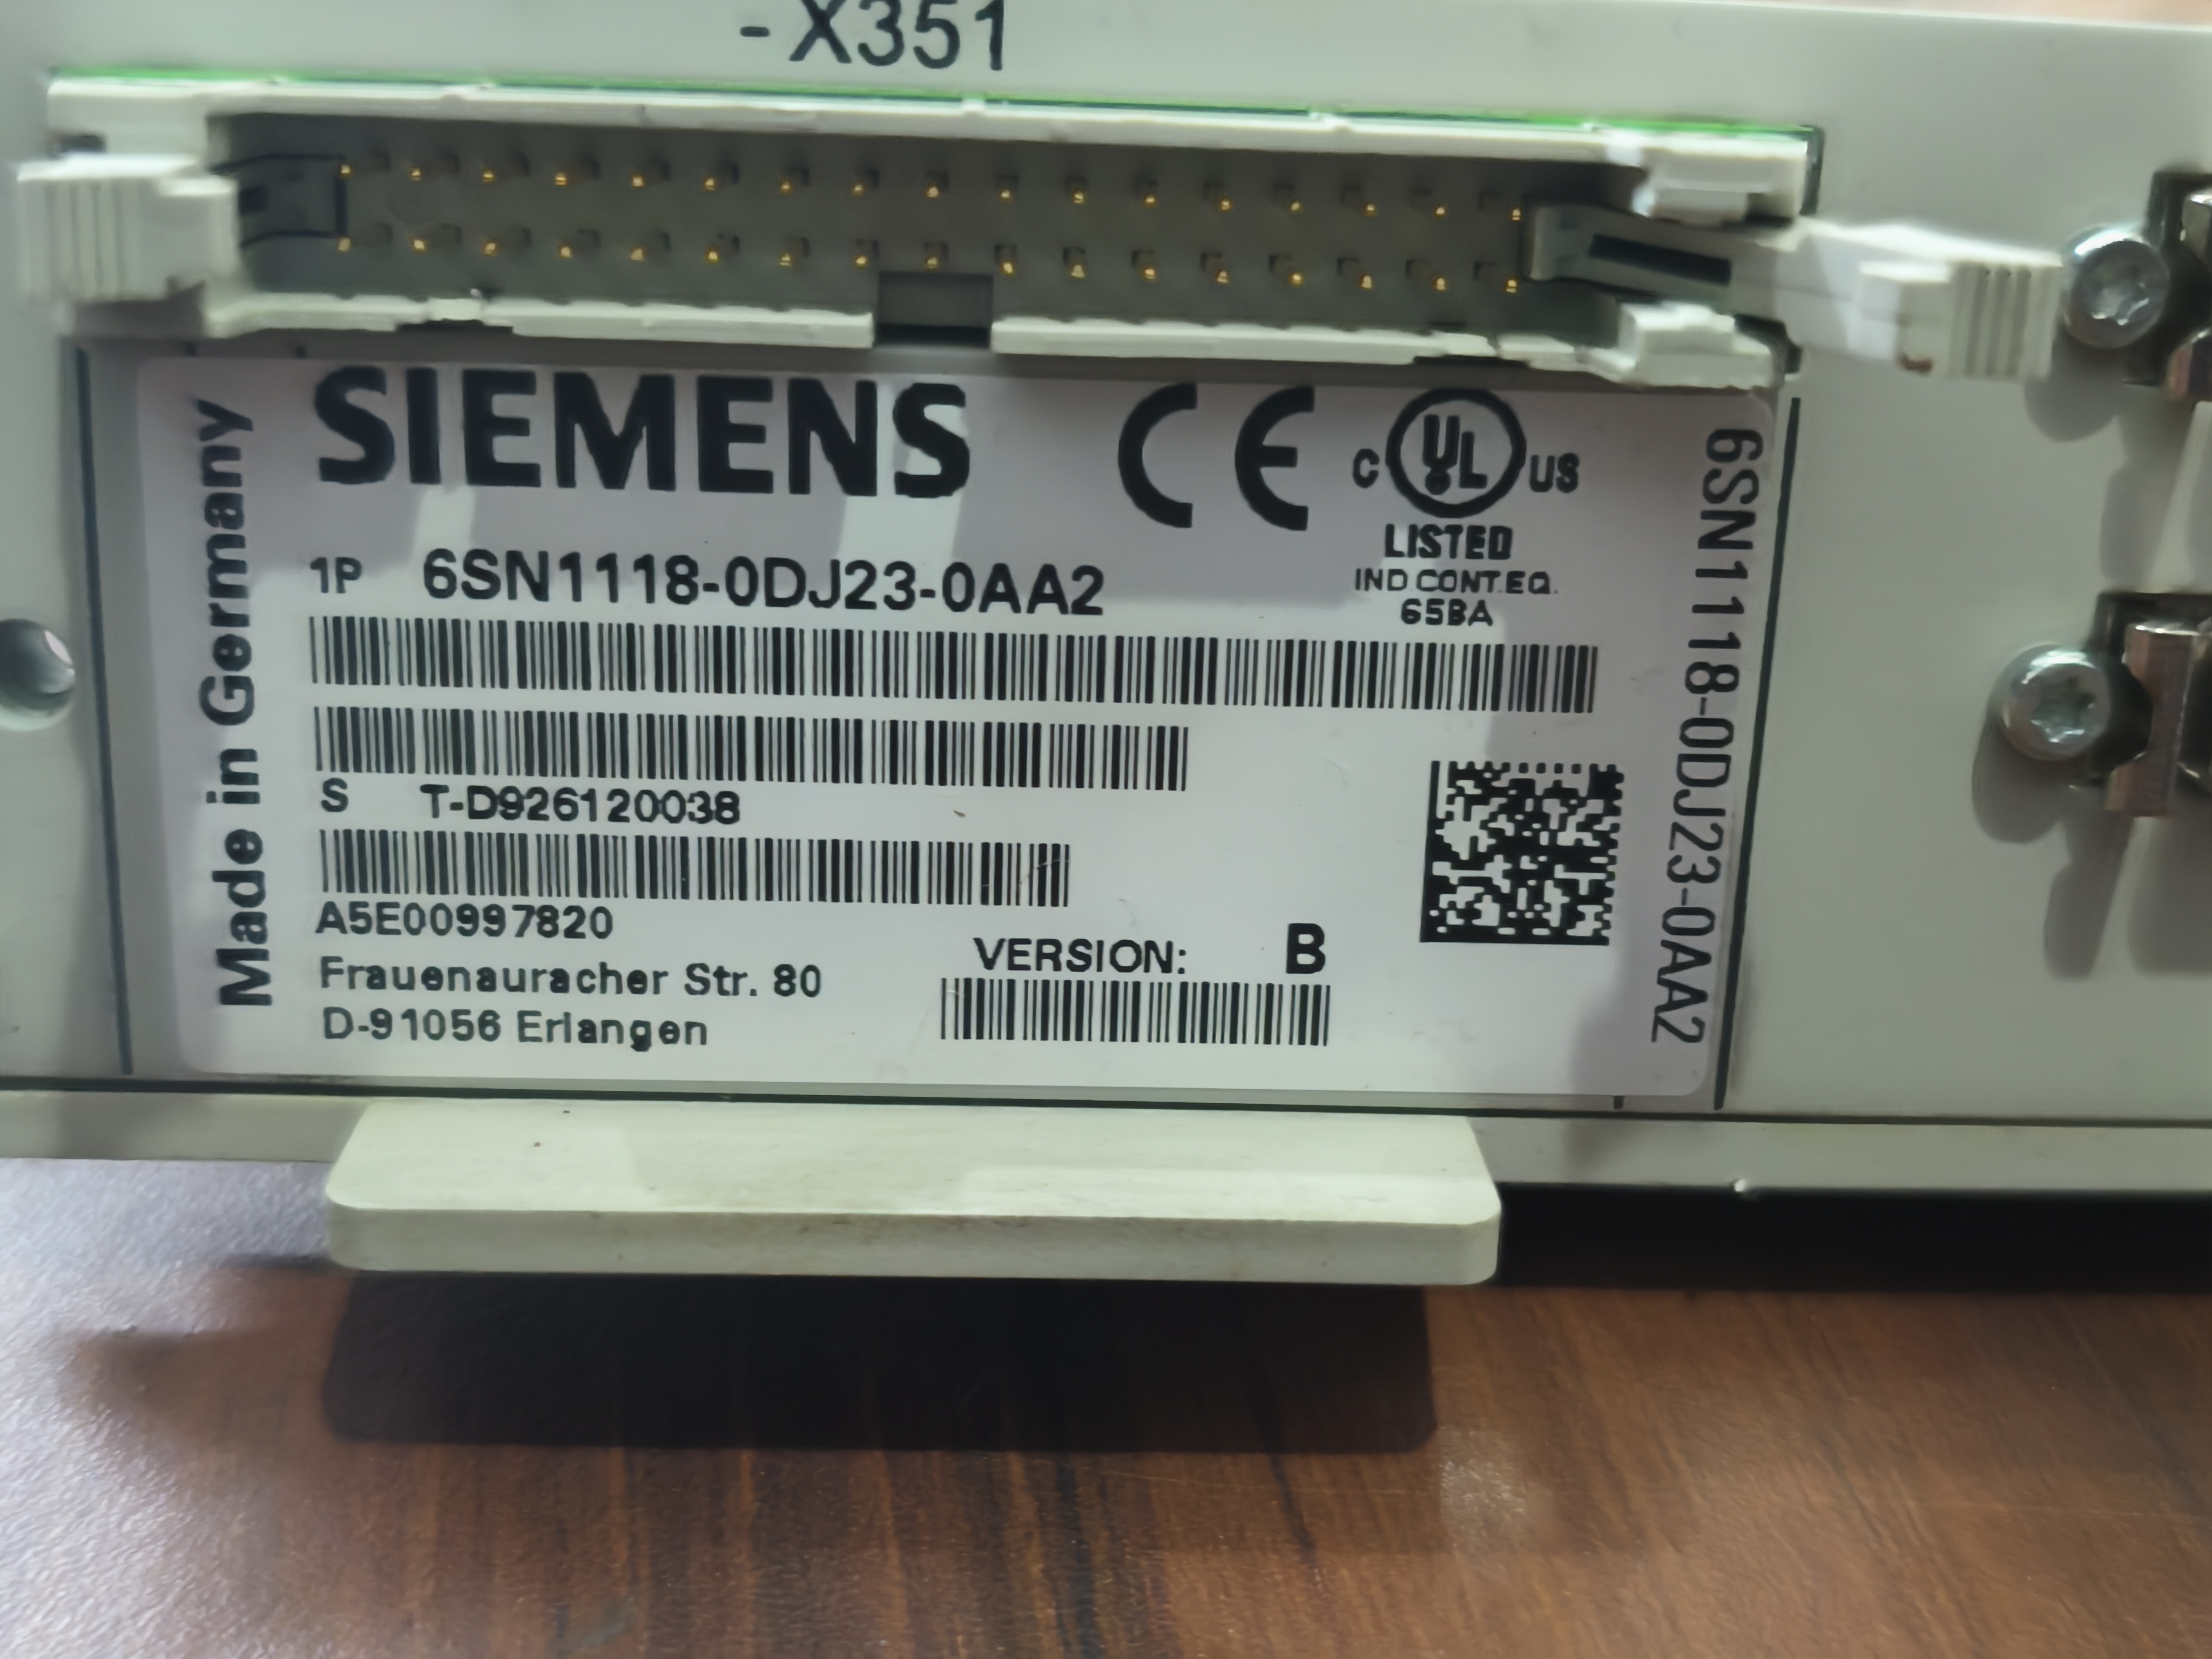 -X351
SIEMENS
CE
C UL US
LISTED
IND CONT.EQ.
65BA
1P 6SN1118-0DJ23-0AA2
S T-D926120038
A5E00997820
VERSION: B
Frauenauracher Str. 80
D-91056 Erlangen
Made in Germany
6SN1118-0DJ23-0AA2